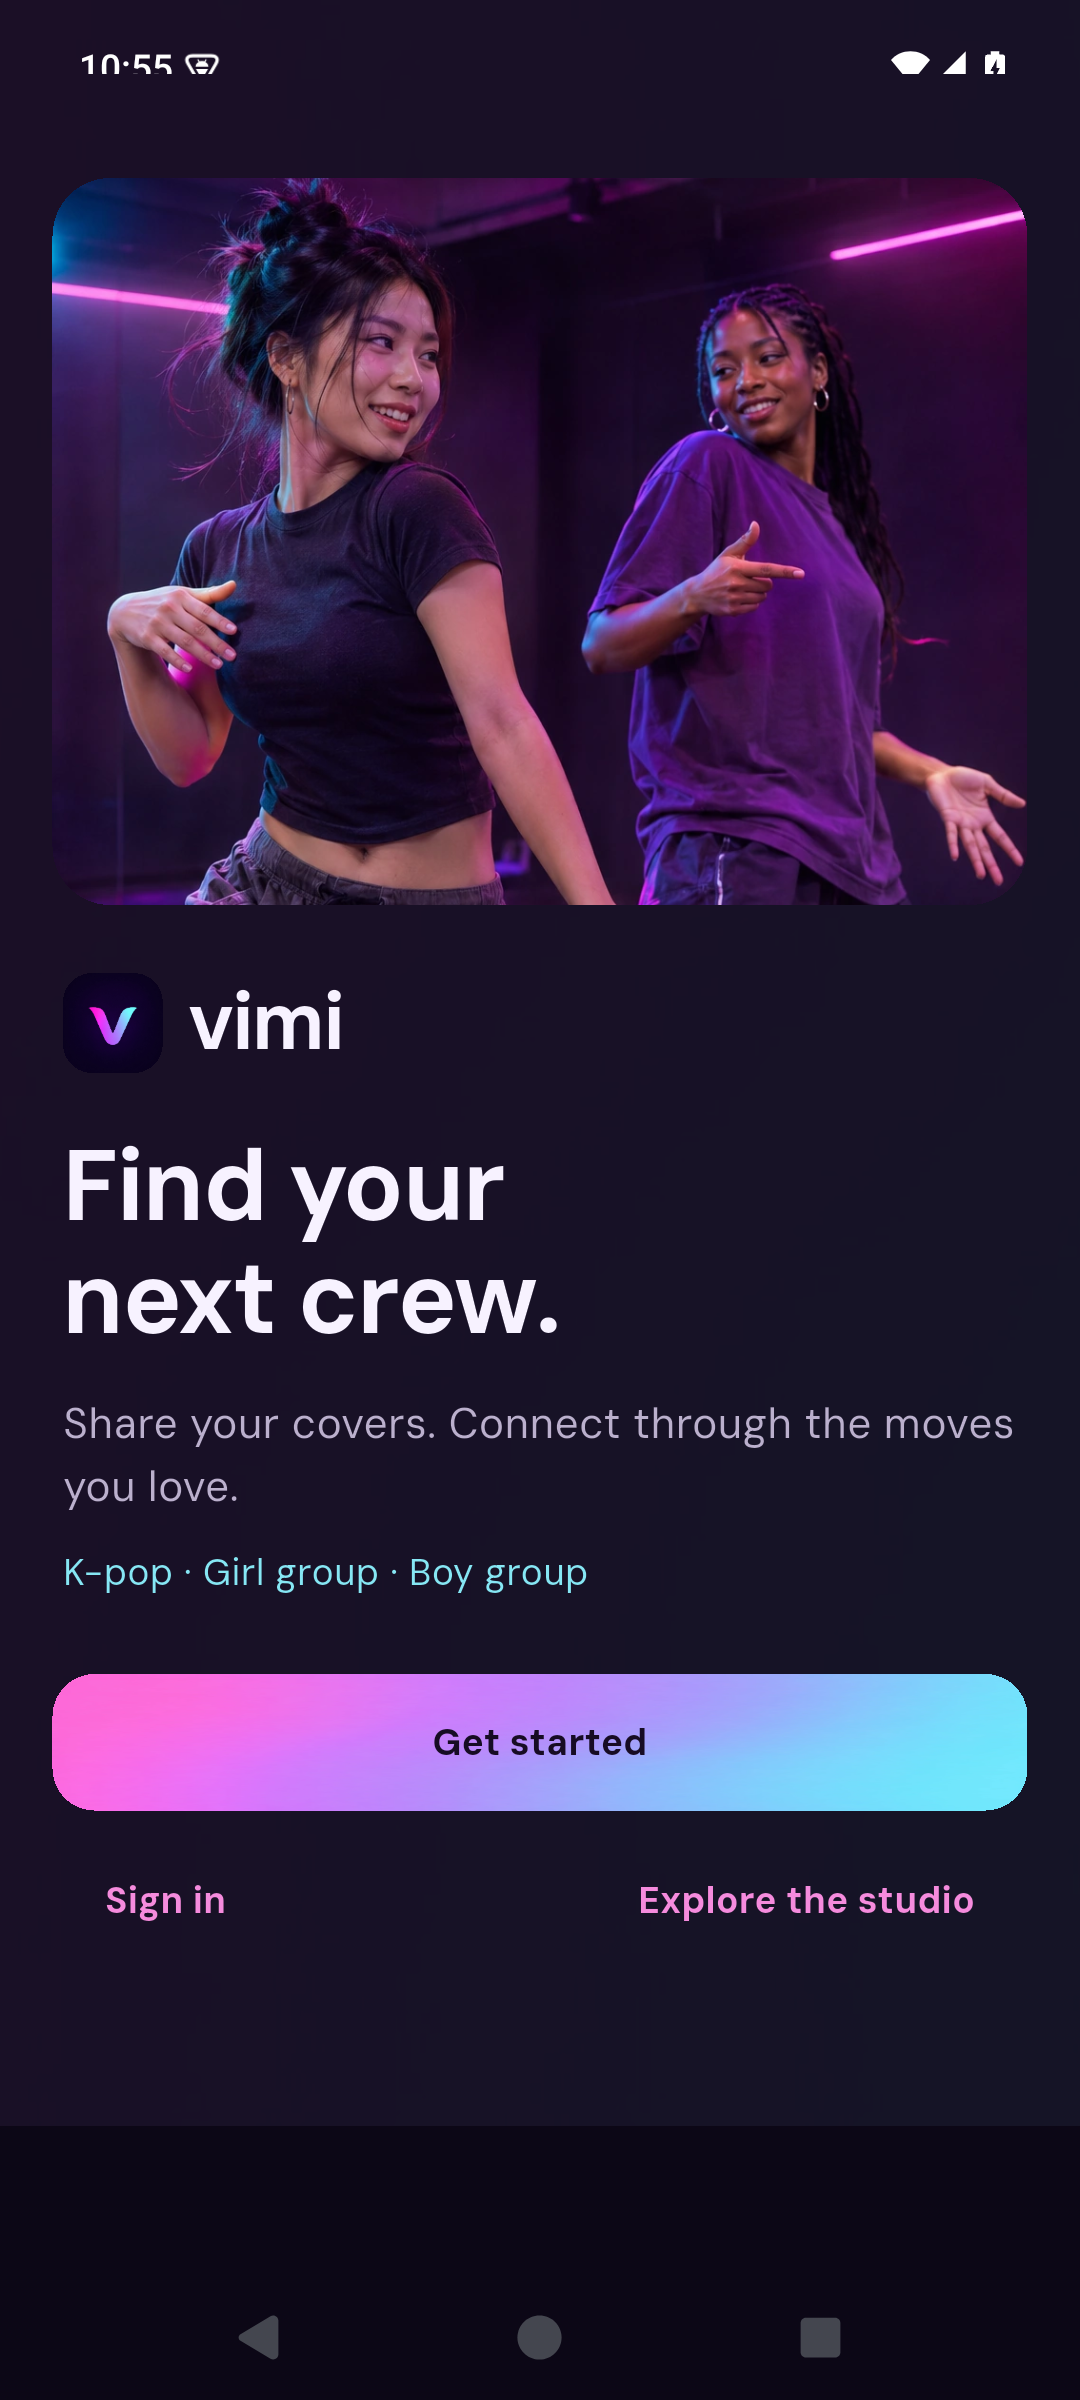 10:55
vimi
Find your
next crew.
Share your covers. Connect through the moves
you love.
K-pop · Girl group · Boy group
Get started
Sign in
Explore the studio